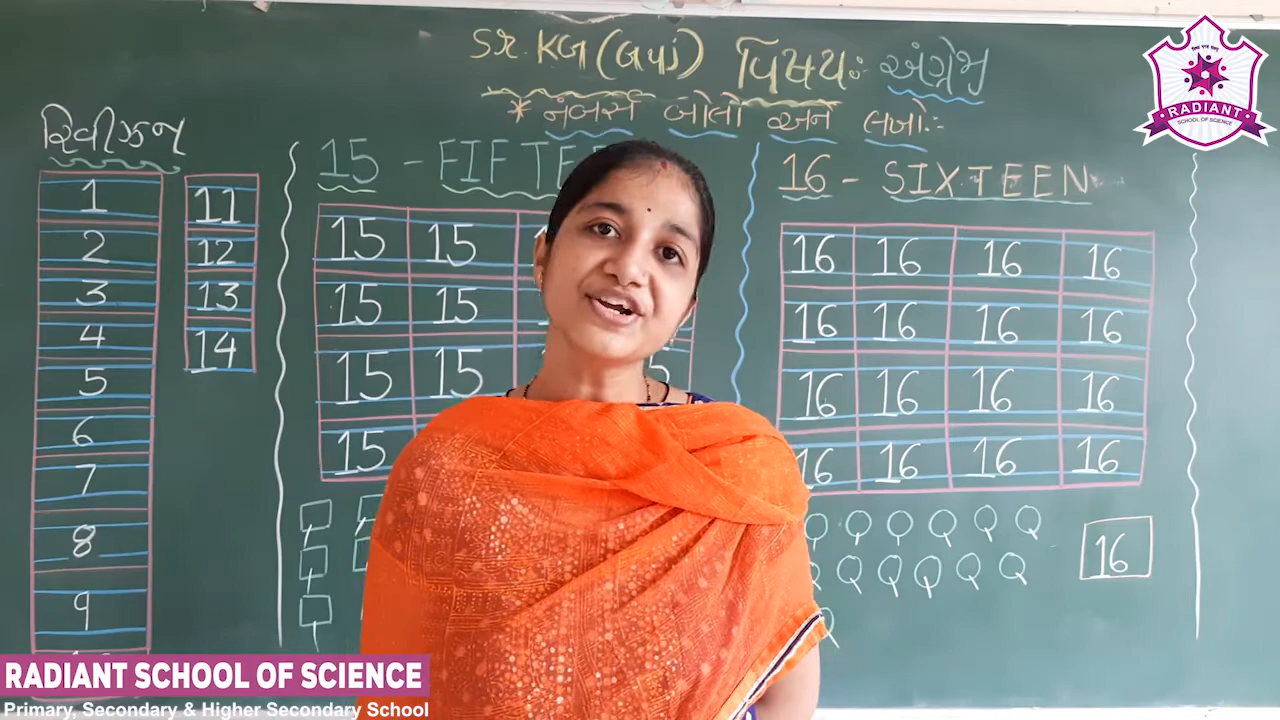 Sr. KG (Guj) વિષય: અંગ્રેજી
* નંબર્સ બોલો અને લખો:-
રિવીઝન
1
2
3
4
5
6
7
8
9
11
12
13
14
15 - FIFTE
15 15
15 15
15 15
15
16 - SIXTEEN
16 16 16 16
16 16 16 16
16 16 16 16
16 16 16 16
16
RADIANT
SCHOOL OF SCIENCE
RADIANT SCHOOL OF SCIENCE
Primary, Secondary & Higher Secondary School